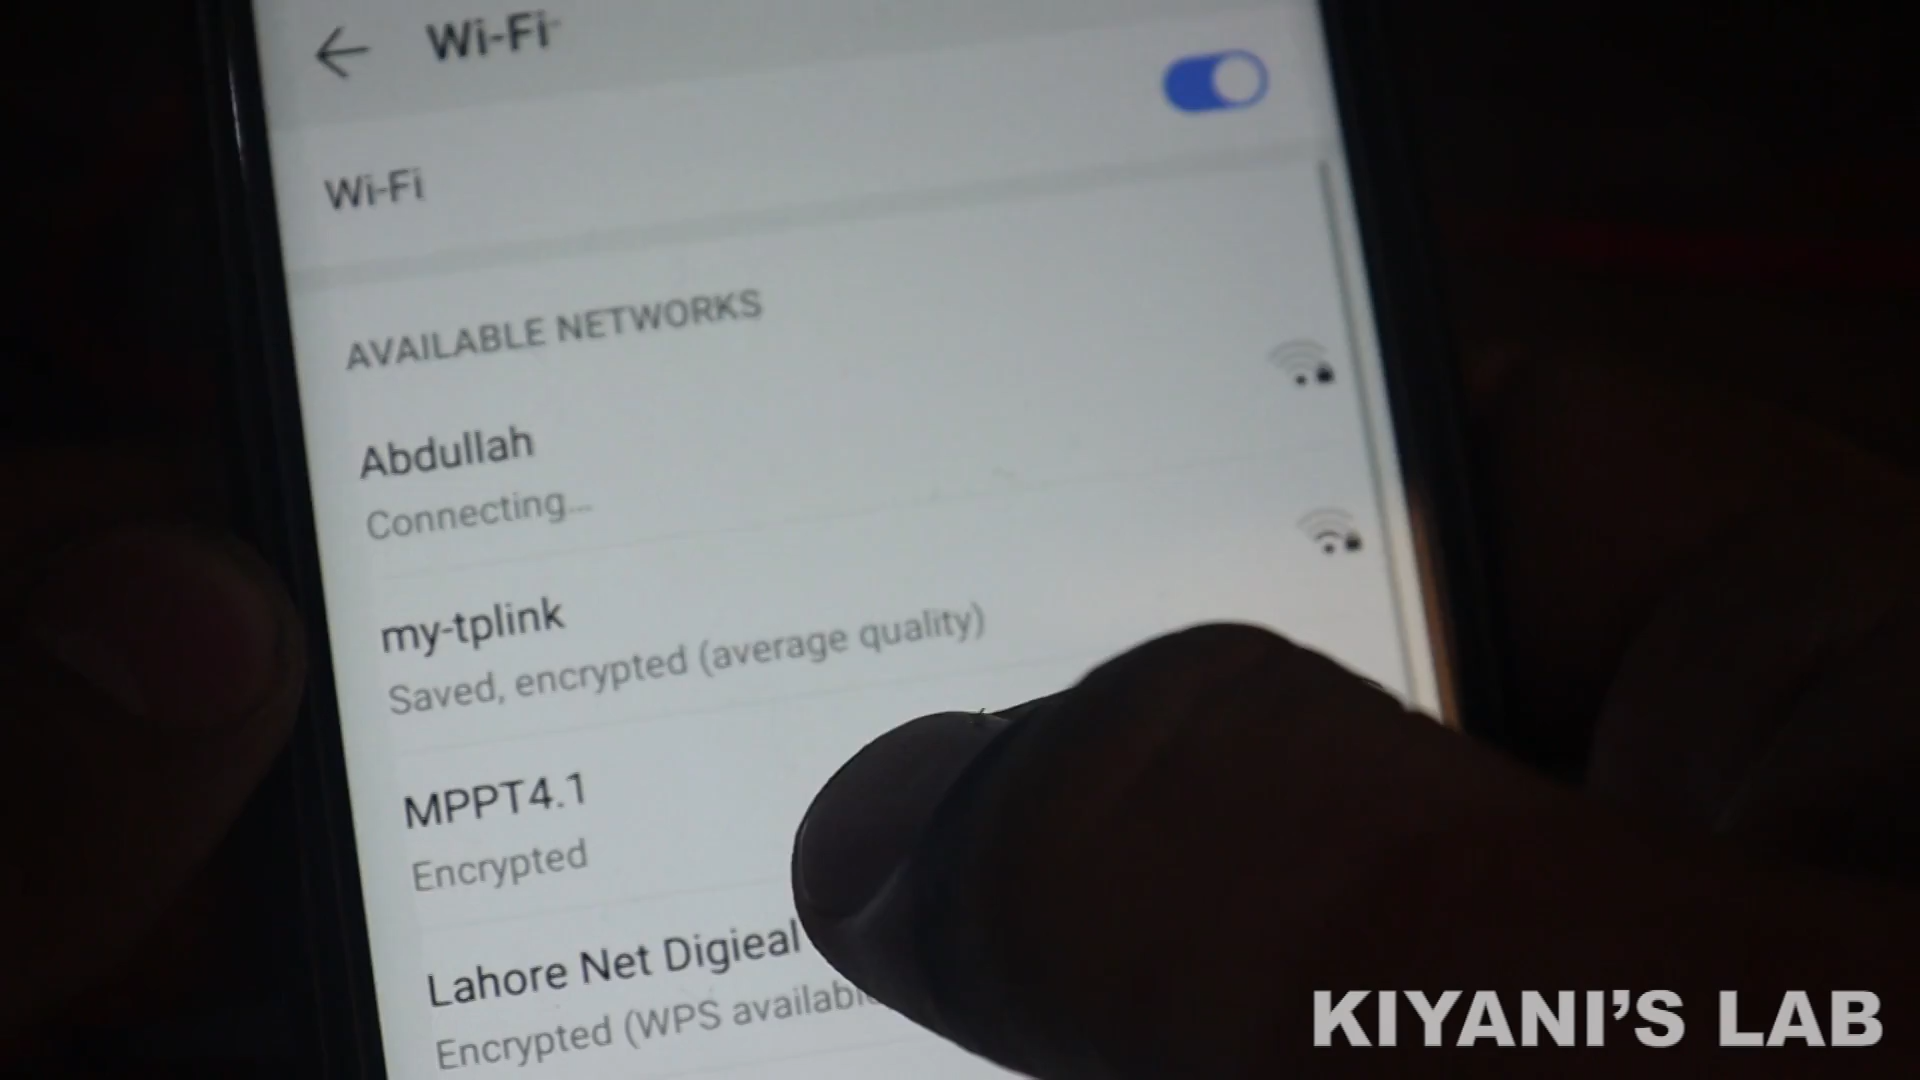 Wi-Fi
Wi-Fi
AVAILABLE NETWORKS
Abdullah
Connecting...
my-tplink
Saved, encrypted (average quality)
MPPT4.1
Encrypted
Lahore Net Digieal
Encrypted (WPS available
KIYANI'S LAB